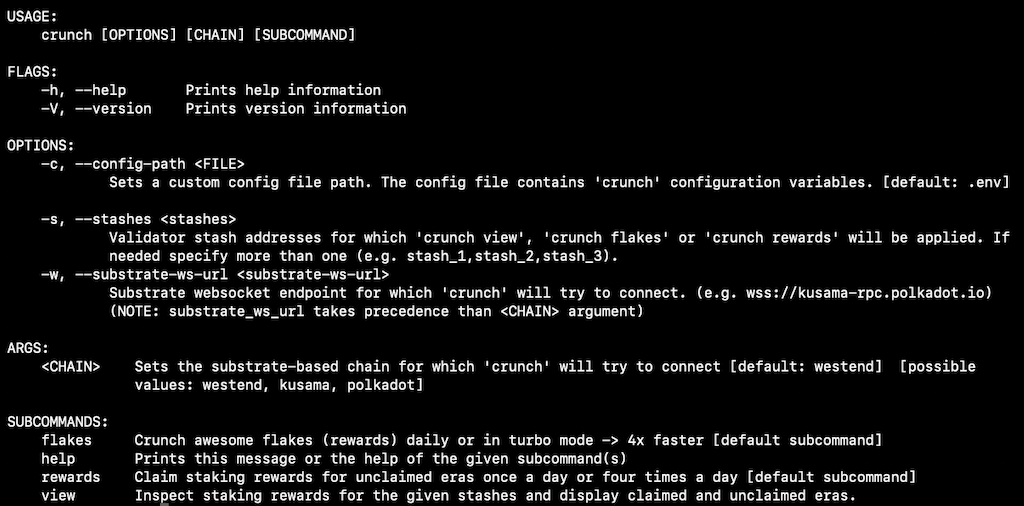 USAGE:
crunch [OPTIONS] [CHAIN] [SUBCOMMAND]
FLAGS:
-h, --help Prints help information
-V, --version Prints version information
OPTIONS:
-c, --config-path <FILE>
Sets a custom config file path. The config file contains 'crunch' configuration variables. [default: .env]
-s, --stashes <stashes>
Validator stash addresses for which 'crunch view', 'crunch flakes' or 'crunch rewards' will be applied. If
needed specify more than one (e.g. stash_1,stash_2,stash_3).
-w, --substrate-ws-url <substrate-ws-url>
Substrate websocket endpoint for which 'crunch' will try to connect. (e.g. wss://kusama-rpc.polkadot.io)
(NOTE: substrate_ws_url takes precedence than <CHAIN> argument)
ARGS:
<CHAIN> Sets the substrate-based chain for which 'crunch' will try to connect [default: westend] [possible
values: westend, kusama, polkadot]
SUBCOMMANDS:
flakes Crunch awesome flakes (rewards) daily or in turbo mode -> 4x faster [default subcommand]
help Prints this message or the help of the given subcommand(s)
rewards Claim staking rewards for unclaimed eras once a day or four times a day [default subcommand]
view Inspect staking rewards for the given stashes and display claimed and unclaimed eras.